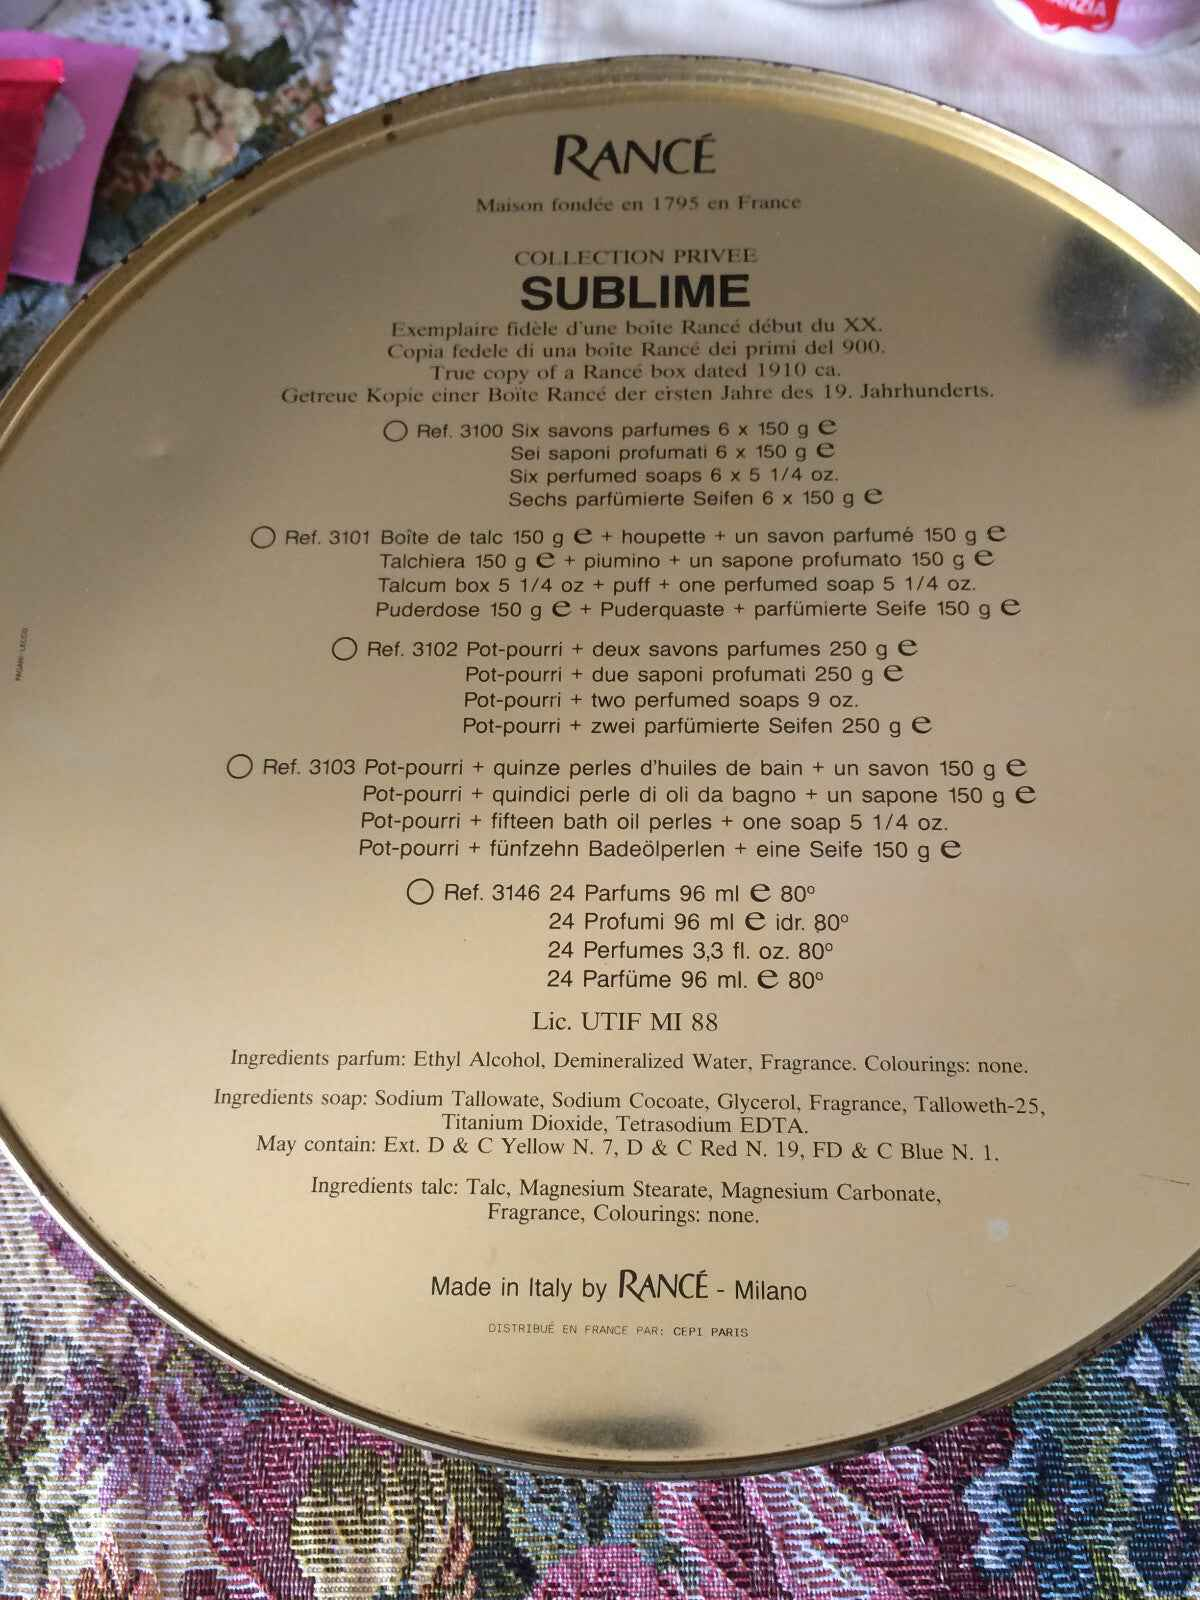 RANCÉ
Maison fondée en 1795 en France
COLLECTION PRIVEE
SUBLIME
Exemplaire fidèle d'une boîte Rancé début du XX.
Copia fedele di una boîte Rancé dei primi del 900.
True copy of a Rancé box dated 1910 ca.
Getreue Kopie einer Boîte Rancé der ersten Jahre des 19. Jahrhunderts.
Ref. 3100 Six savons parfumes 6 x 150 g ℮
Sei saponi profumati 6 x 150 g ℮
Six perfumed soaps 6 x 5 1/4 oz.
Sechs parfümierte Seifen 6 x 150 g ℮
Ref. 3101 Boîte de talc 150 g ℮ + houpette + un savon parfumé 150 g ℮
Talchiera 150 g ℮ + piumino + un sapone profumato 150 g ℮
Talcum box 5 1/4 oz + puff + one perfumed soap 5 1/4 oz.
Puderdose 150 g ℮ + Puderquaste + parfümierte Seife 150 g ℮
Ref. 3102 Pot-pourri + deux savons parfumes 250 g ℮
Pot-pourri + due saponi profumati 250 g ℮
Pot-pourri + two perfumed soaps 9 oz.
Pot-pourri + zwei parfümierte Seifen 250 g ℮
Ref. 3103 Pot-pourri + quinze perles d'huiles de bain + un savon 150 g ℮
Pot-pourri + quindici perle di oli da bagno + un sapone 150 g ℮
Pot-pourri + fifteen bath oil perles + one soap 5 1/4 oz.
Pot-pourri + fünfzehn Badeölperlen + eine Seife 150 g ℮
Ref. 3146 24 Parfums 96 ml ℮ 80º
24 Profumi 96 ml ℮ idr. 80º
24 Perfumes 3,3 fl. oz. 80º
24 Parfüme 96 ml. ℮ 80º
Lic. UTIF MI 88
Ingredients parfum: Ethyl Alcohol, Demineralized Water, Fragrance. Colourings: none.
Ingredients soap: Sodium Tallowate, Sodium Cocoate, Glycerol, Fragrance, Talloweth-25,
Titanium Dioxide, Tetrasodium EDTA.
May contain: Ext. D & C Yellow N. 7, D & C Red N. 19, FD & C Blue N. 1.
Ingredients talc: Talc, Magnesium Stearate, Magnesium Carbonate,
Fragrance, Colourings: none.
Made in Italy by RANCÉ - Milano
DISTRIBUÉ EN FRANCE PAR: CEPI PARIS